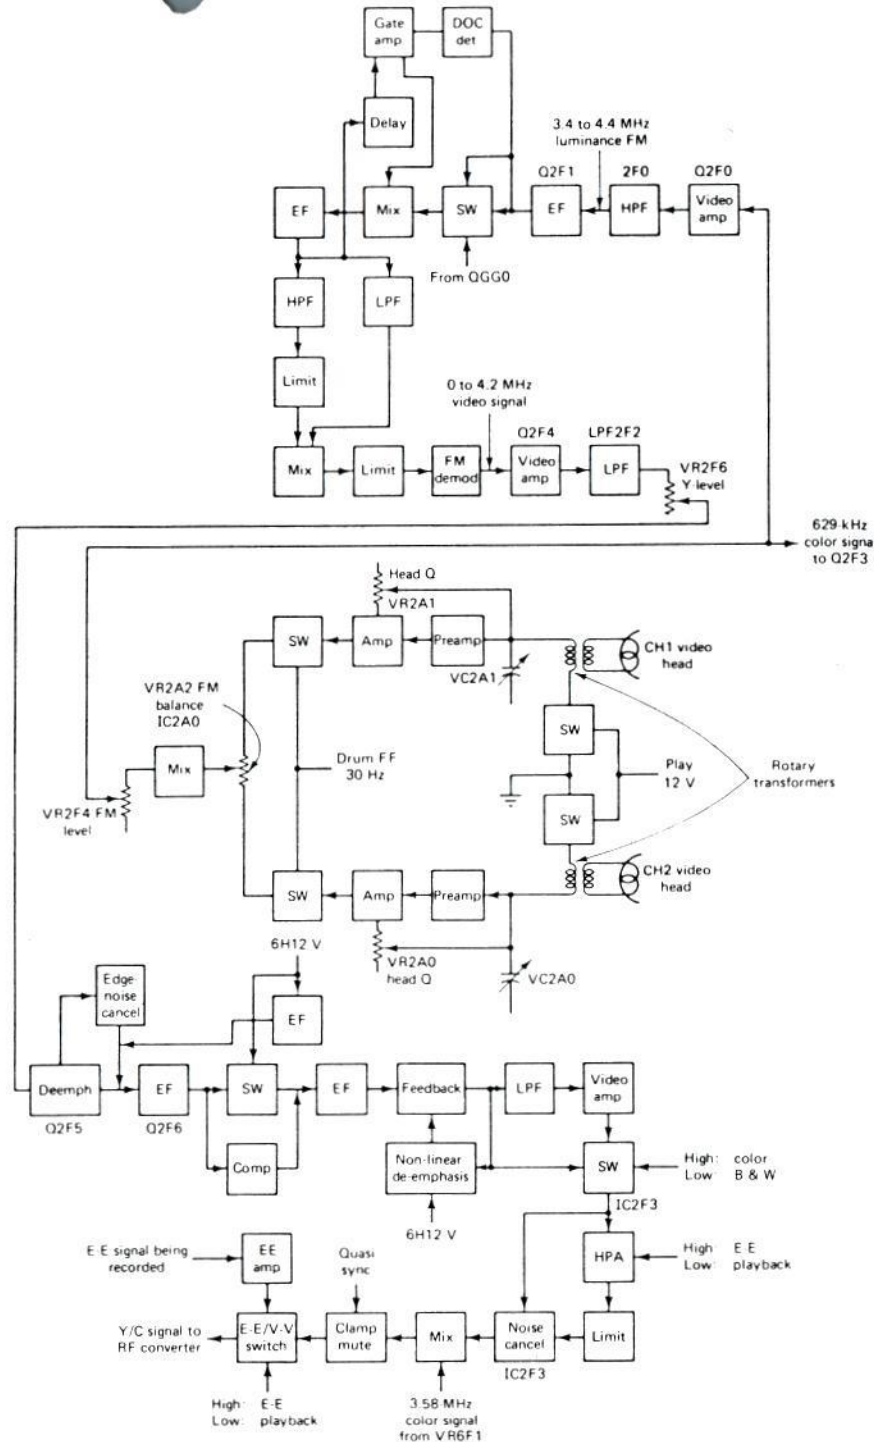 Gate
amp
DOC
det
Delay
3.4 to 4.4 MHz
luminance FM
Q2F1
2F0
Q2F0
EF
Mix
SW
EF
HPF
Video
amp
From QGG0
HPF
LPF
Limit
0 to 4.2 MHz
video signal
Q2F4
LPF2F2
Mix
Limit
FM
demod
Video
amp
LPF
VR2F6
Y-level
629-kHz
color signal
to Q2F3
Head Q
VR2A1
SW
Amp
Preamp
CH1 video
head
VC2A1
VR2A2 FM
balance
IC2A0
SW
Mix
Drum FF
30 Hz
Play
12 V
Rotary
transformers
VR2F4 FM
level
SW
CH2 video
head
SW
Amp
Preamp
6H12 V
VR2A0
head Q
VC2A0
Edge-
noise
cancel
EF
Deemph
EF
SW
EF
Feedback
LPF
Video
amp
Q2F5
Q2F6
Comp
Non-linear
de-emphasis
SW
High: color
Low: B & W
IC2F3
6H12 V
E-E signal being
recorded
EE
amp
Quasi
sync
HPA
High: E-E
Low: playback
Y/C signal to
RF converter
E-E/V-V
switch
Clamp
mute
Mix
Noise
cancel
Limit
IC2F3
High: E-E
Low: playback
3.58-MHz
color signal
from VR6F1